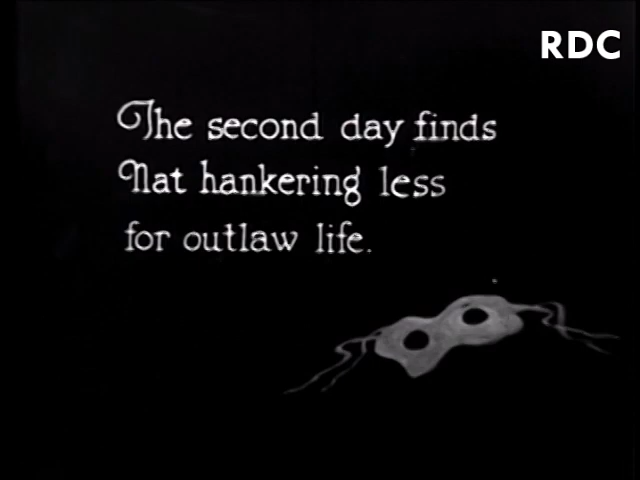 RDC
The second day finds
Nat hankering less
for outlaw life.